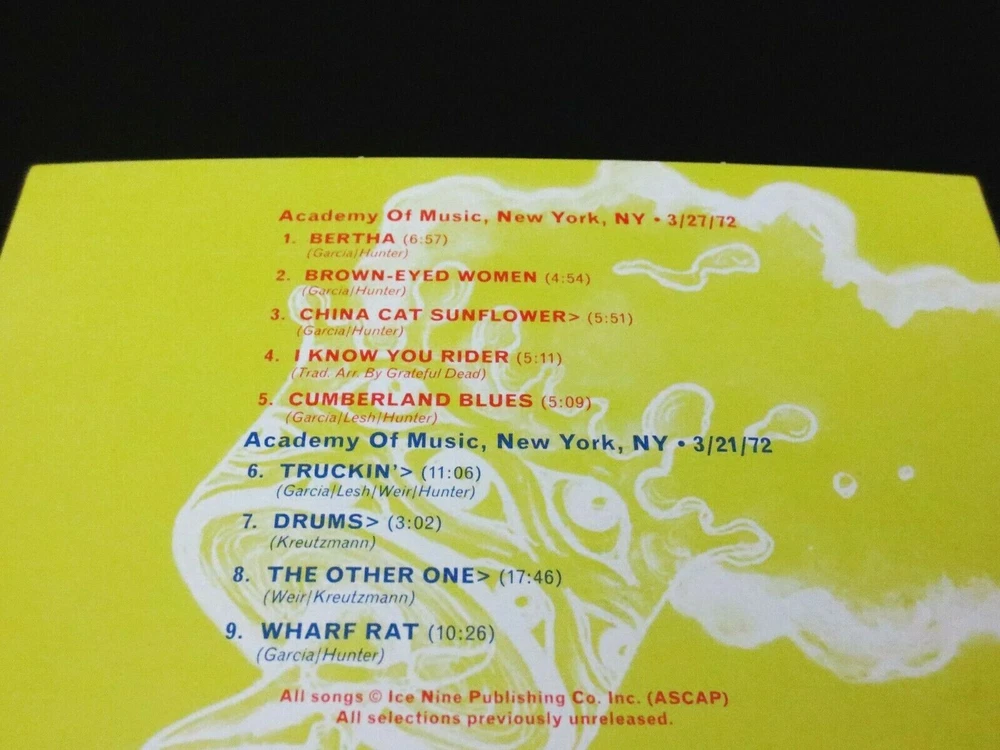 Academy Of Music, New York, NY • 3/27/72
1. BERTHA (6:57)
(Garcia/Hunter)
2. BROWN-EYED WOMEN (4:54)
(Garcia/Hunter)
3. CHINA CAT SUNFLOWER> (5:51)
(Garcia/Hunter)
4. I KNOW YOU RIDER (5:11)
(Trad. Arr. By Grateful Dead)
5. CUMBERLAND BLUES (5:09)
(Garcia/Lesh/Hunter)
Academy Of Music, New York, NY • 3/21/72
6. TRUCKIN'> (11:06)
(Garcia/Lesh/Weir/Hunter)
7. DRUMS> (3:02)
(Kreutzmann)
8. THE OTHER ONE> (17:46)
(Weir/Kreutzmann)
9. WHARF RAT (10:26)
(Garcia/Hunter)
All songs © Ice Nine Publishing Co. Inc. (ASCAP)
All selections previously unreleased.